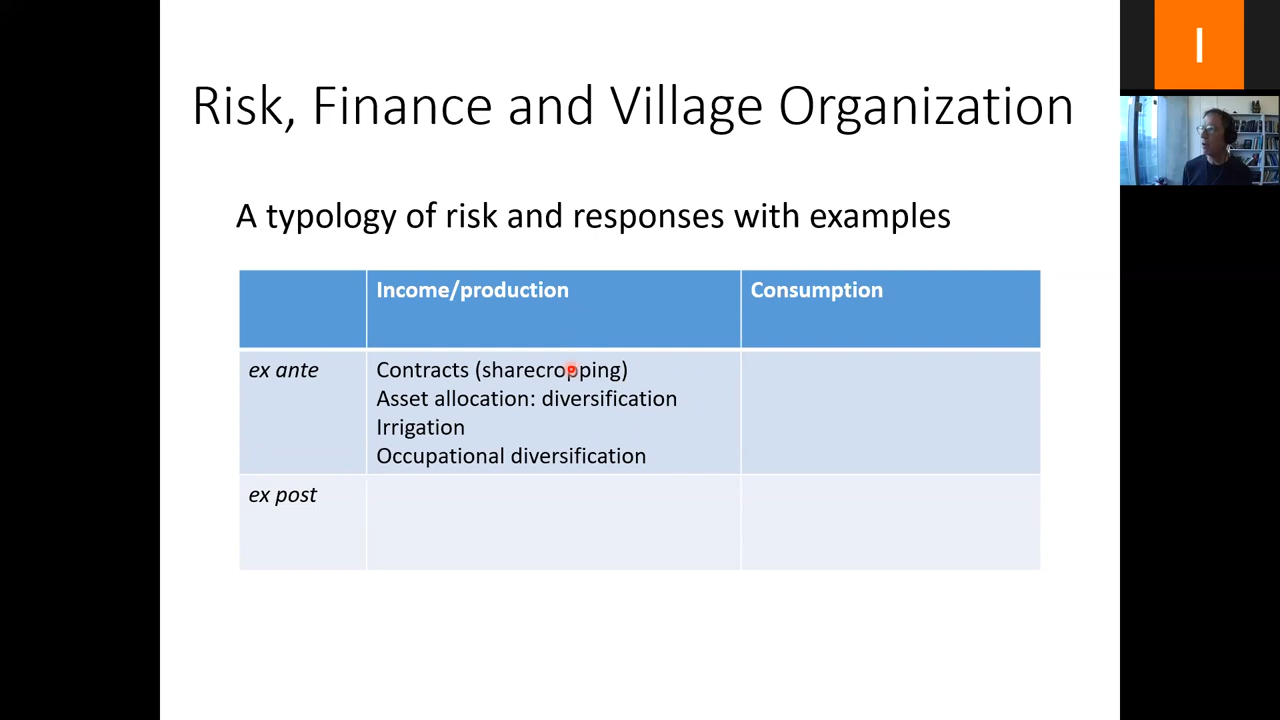 I
Risk, Finance and Village Organization
A typology of risk and responses with examples
Income/production
Consumption
ex ante
Contracts (sharecropping)
Asset allocation: diversification
Irrigation
Occupational diversification
ex post